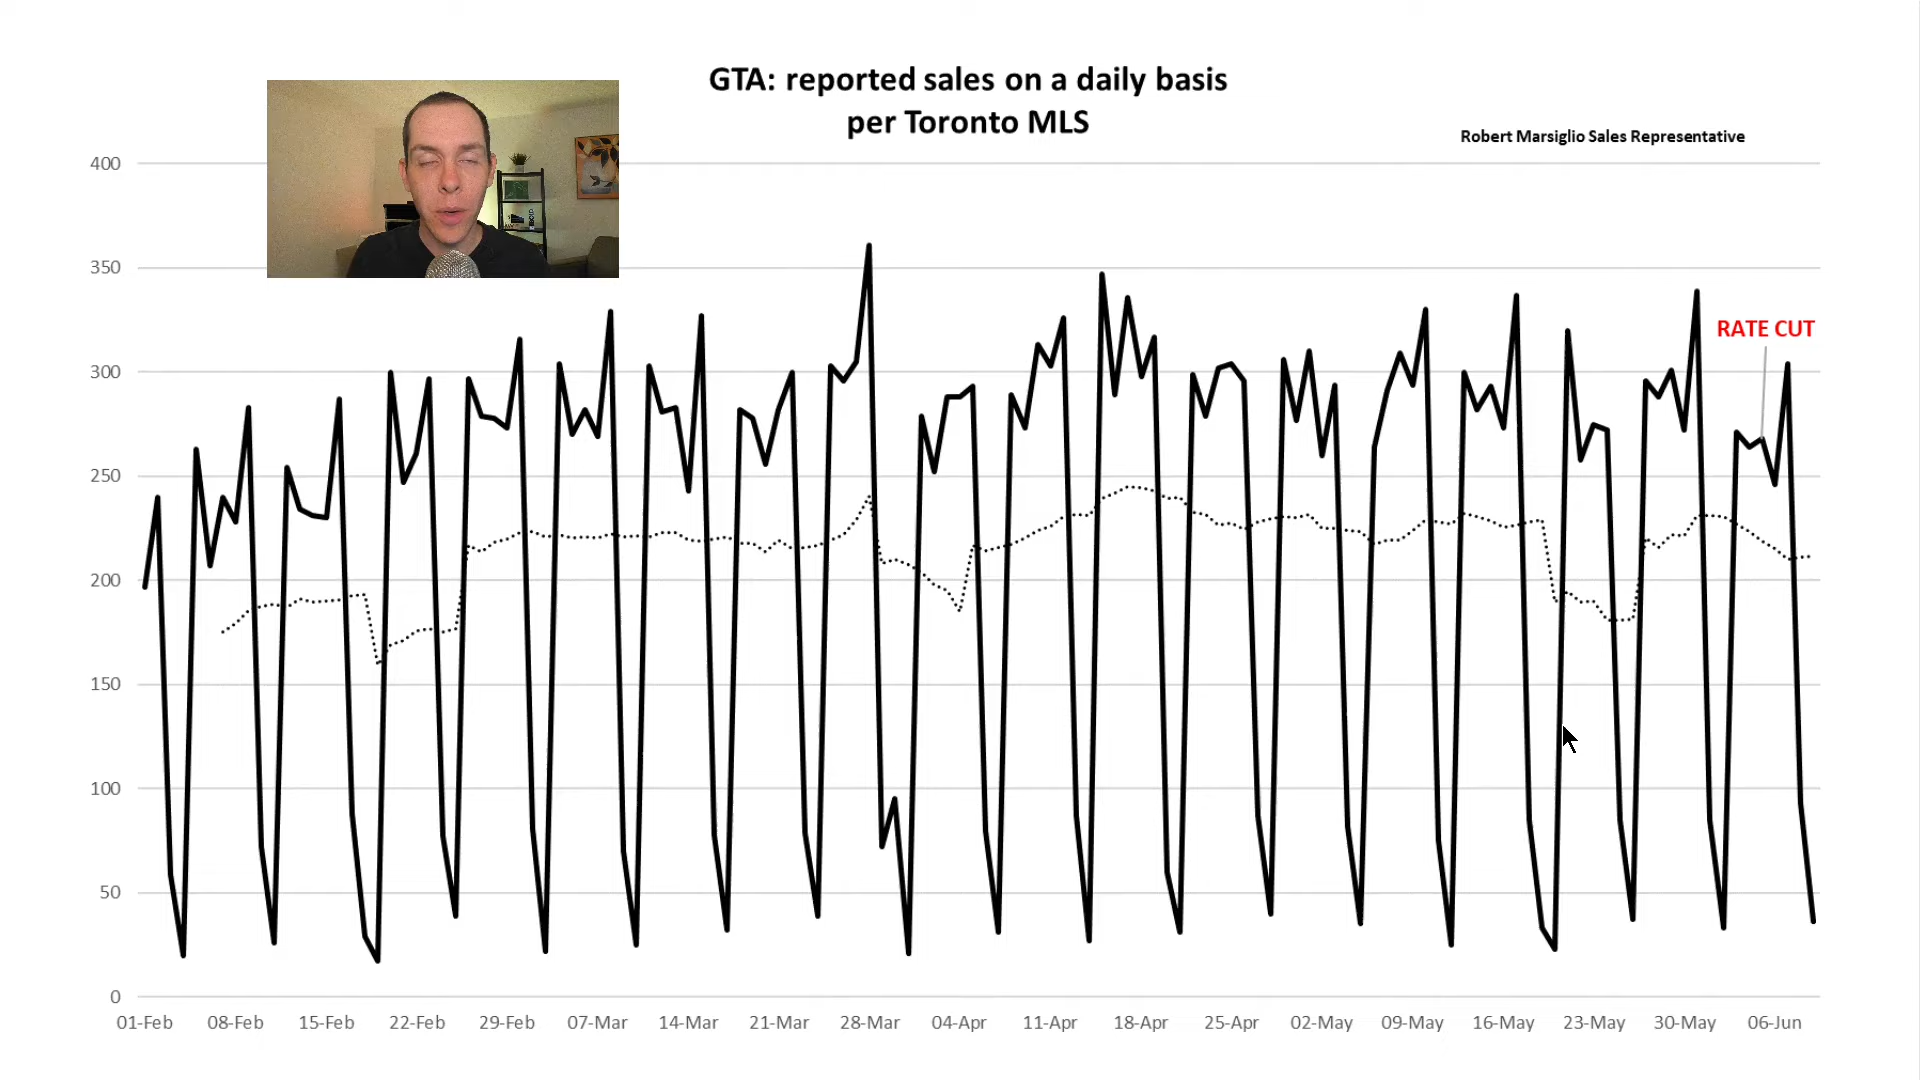 GTA: reported sales on a daily basis
per Toronto MLS
Robert Marsiglio Sales Representative
400
350
RATE CUT
300
250
200
150
100
50
0
01-Feb 08-Feb 15-Feb 22-Feb 29-Feb 07-Mar 14-Mar 21-Mar 28-Mar 04-Apr 11-Apr 18-Apr 25-Apr 02-May 09-May 16-May 23-May 30-May 06-Jun